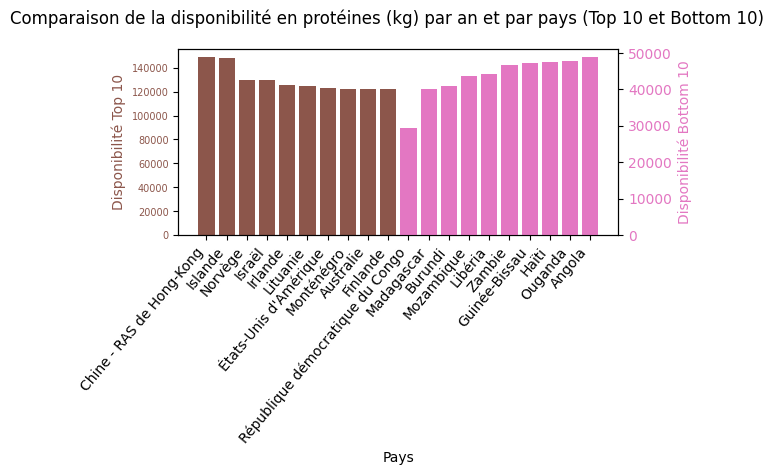 Comparaison de la disponibilité en protéines (kg) par an et par pays (Top 10 et Bottom 10)
Disponibilité Top 10
140000
120000
100000
80000
60000
40000
20000
0
50000
40000
30000
20000
10000
0
Disponibilité Bottom 10
Chine - RAS de Hong-Kong
Islande
Norvège
Israël
Irlande
Lituanie
États-Unis d'Amérique
Monténégro
Australie
Finlande
République démocratique du Congo
Madagascar
Burundi
Mozambique
Libéria
Zambie
Guinée-Bissau
Haïti
Ouganda
Angola
Pays